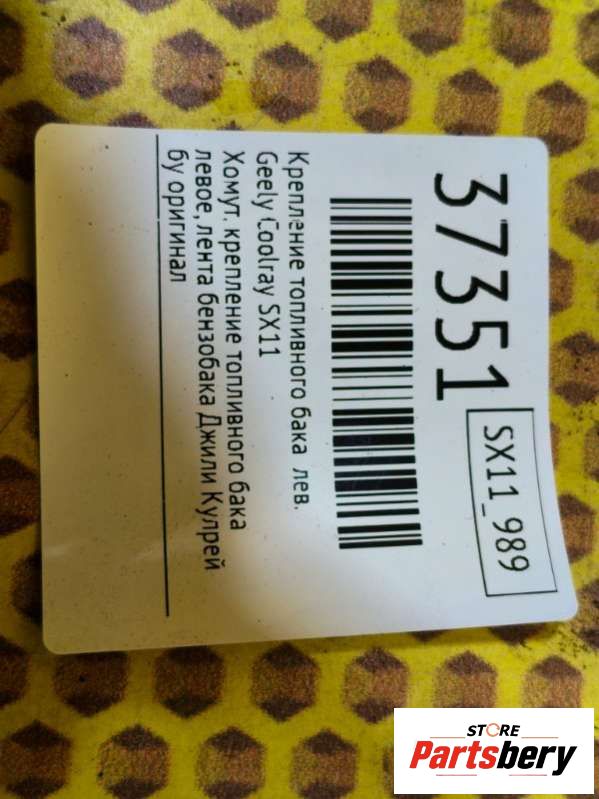 37351
SX11_989
Крепление топливного бака лев.
Geely Coolray SX11
Хомут. крепление топливного бака
левое, лента бензобака Джили Кулрей
бу оригинал
STORE
Partsbery